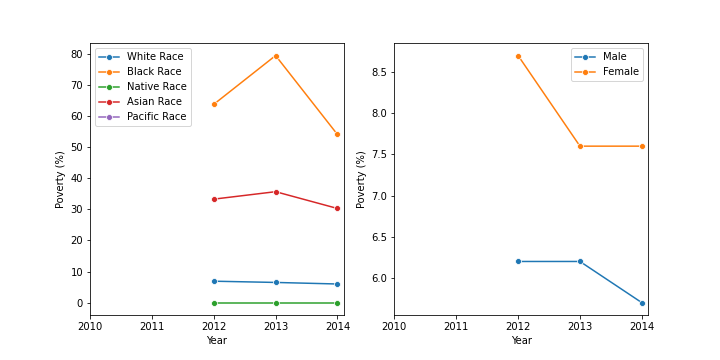 White Race
Black Race
Native Race
Asian Race
Pacific Race
80
70
60
50
40
30
20
10
0
Poverty (%)
2010 2011 2012 2013 2014
Year
Male
Female
8.5
8.0
7.5
7.0
6.5
6.0
Poverty (%)
2010 2011 2012 2013 2014
Year